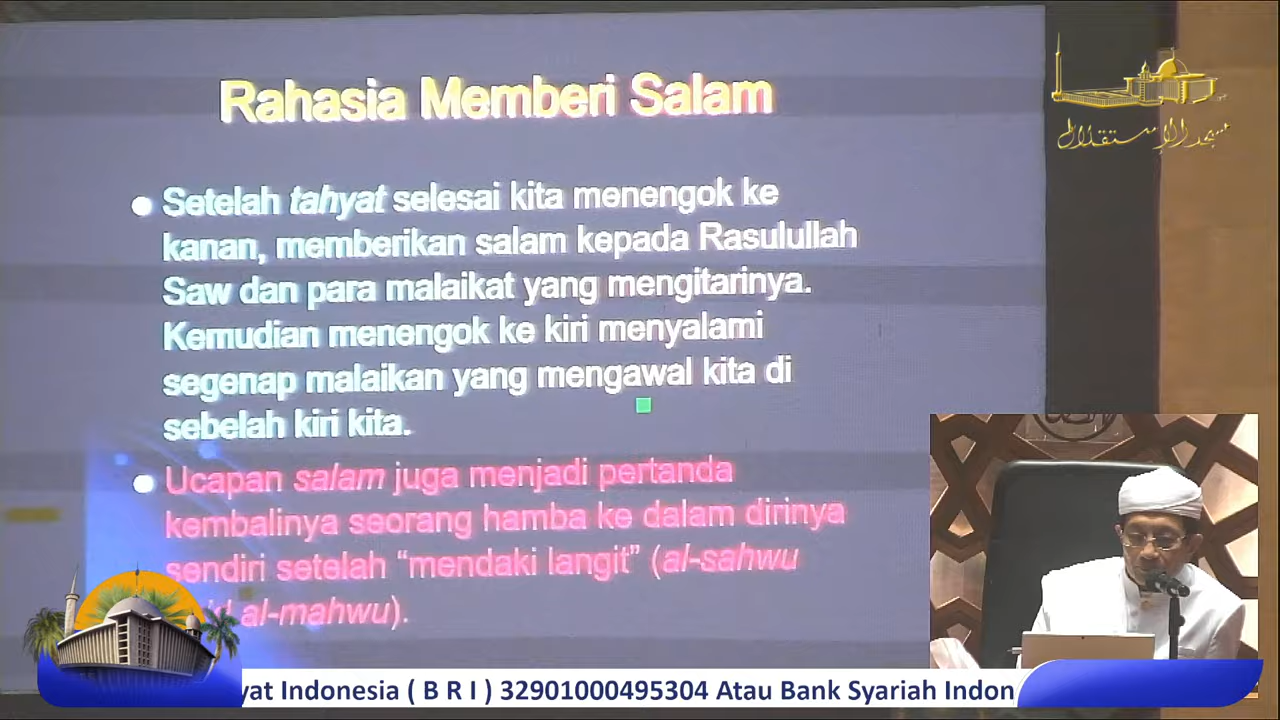 Rahasia Memberi Salam
مسجد الإستقلال
Setelah tahyat selesai kita menengok ke
kanan, memberikan salam kepada Rasulullah
Saw dan para malaikat yang mengitarinya.
Kemudian menengok ke kiri menyalami
segenap malaikan yang mengawal kita di
sebelah kiri kita.
Ucapan salam juga menjadi pertanda
kembalinya seorang hamba ke dalam dirinya
sendiri setelah “mendaki langit” (al-sahwu
al-mahwu).
yat Indonesia ( B R I ) 32901000495304 Atau Bank Syariah Indon